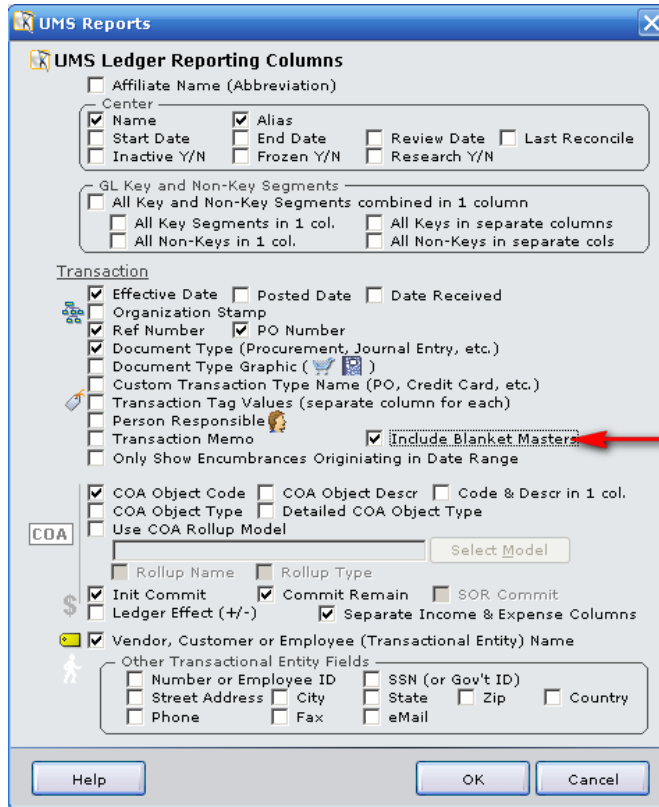 UMS Reports
UMS Ledger Reporting Columns
Affiliate Name (Abbreviation)
Center
Name Alias
Start Date End Date Review Date Last Reconcile
Inactive Y/N Frozen Y/N Research Y/N
GL Key and Non-Key Segments
All Key and Non-Key Segments combined in 1 column
All Key Segments in 1 col. All Keys in separate columns
All Non-Keys in 1 col. All Non-Keys in separate cols
Transaction
Effective Date Posted Date Date Received
Organization Stamp
Ref Number PO Number
Document Type (Procurement, Journal Entry, etc.)
Document Type Graphic ( )
Custom Transaction Type Name (PO, Credit Card, etc.)
Transaction Tag Values (separate column for each)
Person Responsible
Transaction Memo Include Blanket Masters
Only Show Encumbrances Originiating in Date Range
COA Object Code COA Object Descr Code & Descr in 1 col.
COA Object Type Detailed COA Object Type
COA Use COA Rollup Model
Select Model
Rollup Name Rollup Type
Init Commit Commit Remain SOR Commit
$ Ledger Effect (+/-) Separate Income & Expense Columns
Vendor, Customer or Employee (Transactional Entity) Name
Other Transactional Entity Fields
Number or Employee ID SSN (or Gov't ID)
Street Address City State Zip Country
Phone Fax eMail
Help OK Cancel